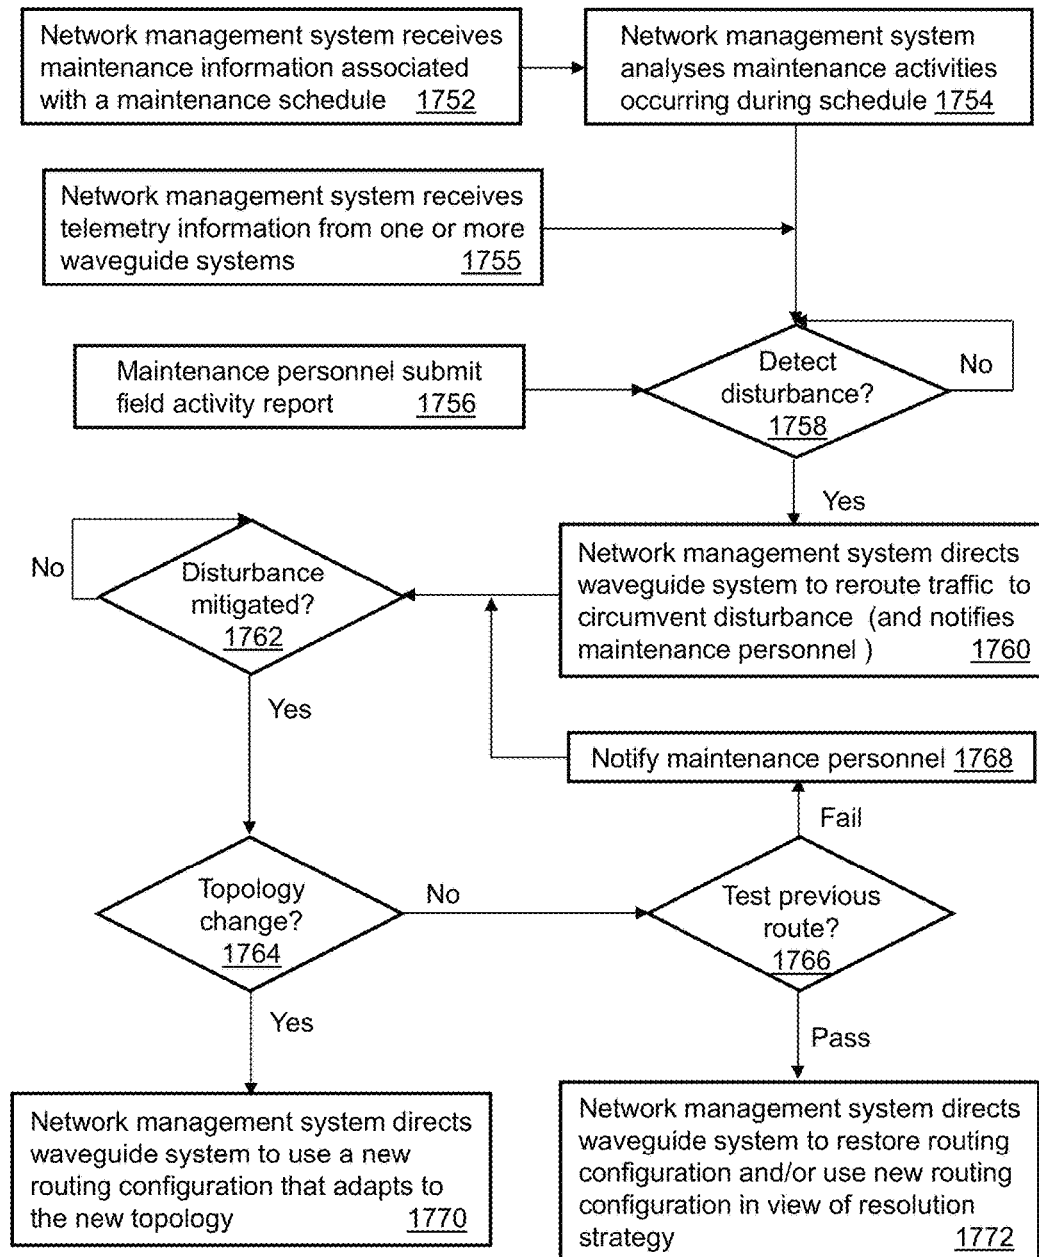 Network management system receives
maintenance information associated
with a maintenance schedule 1752
Network management system
analyses maintenance activities
occurring during schedule 1754
Network management system receives
telemetry information from one or more
waveguide systems 1755
Maintenance personnel submit
field activity report 1756
Detect
disturbance?
1758
No
Yes
Network management system directs
waveguide system to reroute traffic to
circumvent disturbance (and notifies
maintenance personnel ) 1760
No
Disturbance
mitigated?
1762
Yes
Notify maintenance personnel 1768
Fail
Topology
change?
1764
No
Test previous
route?
1766
Yes
Pass
Network management system directs
waveguide system to use a new
routing configuration that adapts to
the new topology 1770
Network management system directs
waveguide system to restore routing
configuration and/or use new routing
configuration in view of resolution
strategy 1772